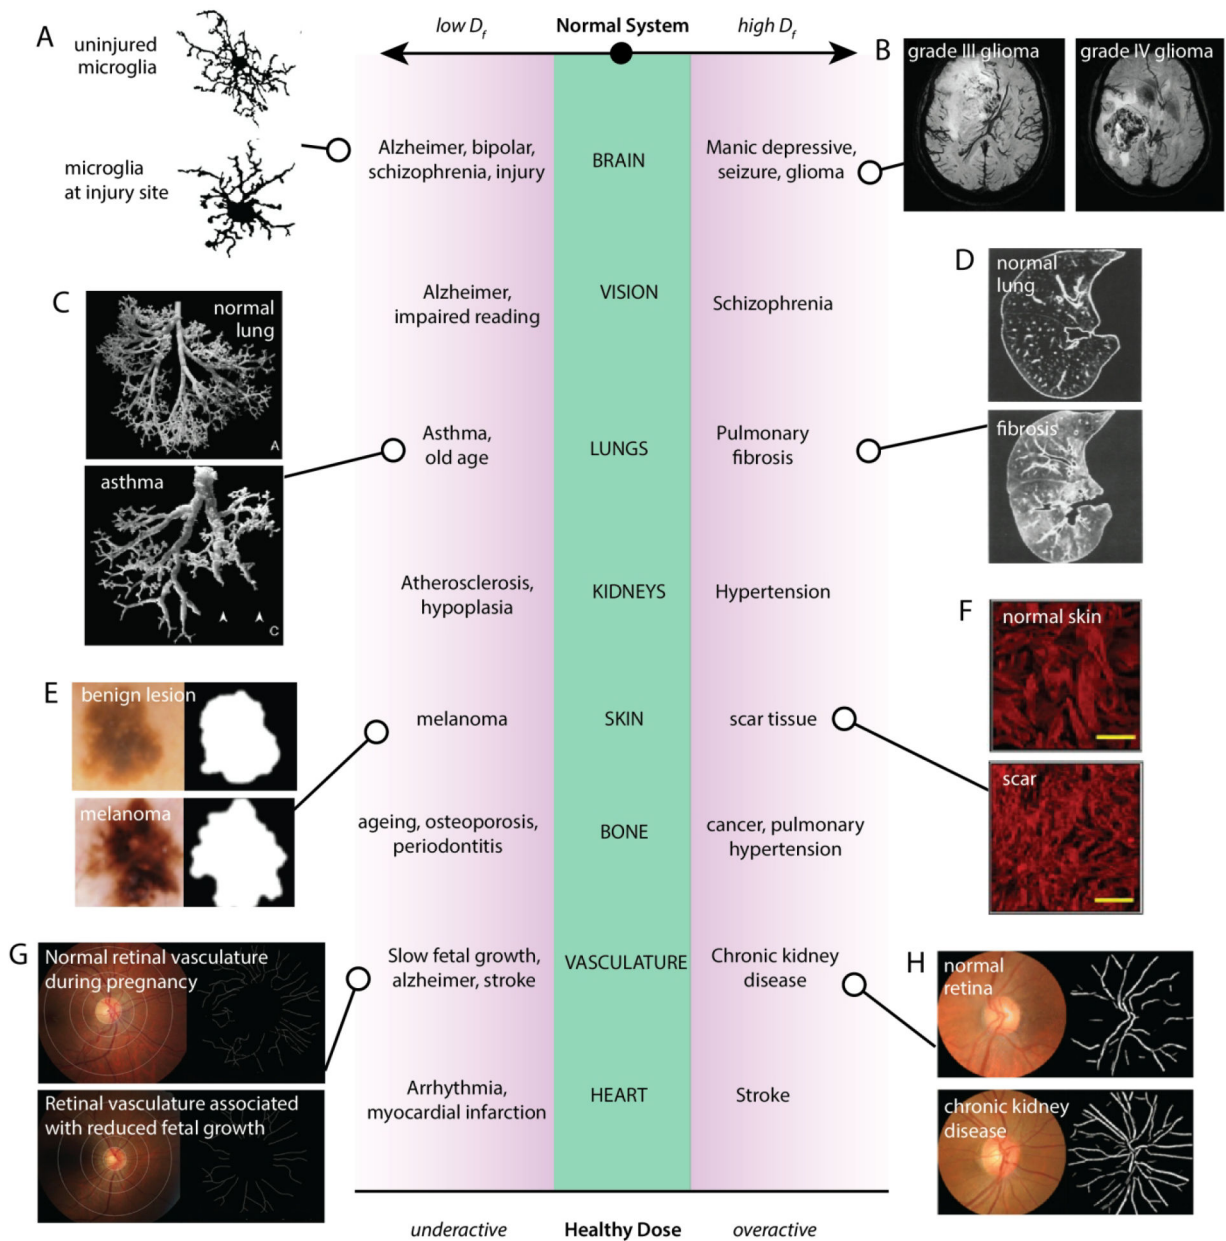 low Df
Normal System
high Df
A
uninjured
microglia
microglia
at injury site
B
grade III glioma
grade IV glioma
Alzheimer, bipolar,
schizophrenia, injury
BRAIN
Manic depressive,
seizure, glioma
C
normal
lung
A
asthma
C
Alzheimer,
impaired reading
VISION
Schizophrenia
D
normal
lung
fibrosis
Asthma,
old age
LUNGS
Pulmonary
fibrosis
Atherosclerosis,
hypoplasia
KIDNEYS
Hypertension
E
benign lesion
melanoma
melanoma
SKIN
scar tissue
F
normal skin
scar
ageing, osteoporosis,
periodontitis
BONE
cancer, pulmonary
hypertension
G
Normal retinal vasculature
during pregnancy
Retinal vasculature associated
with reduced fetal growth
Slow fetal growth,
alzheimer, stroke
VASCULATURE
Chronic kidney
disease
H
normal
retina
chronic kidney
disease
Arrhythmia,
myocardial infarction
HEART
Stroke
underactive
Healthy Dose
overactive